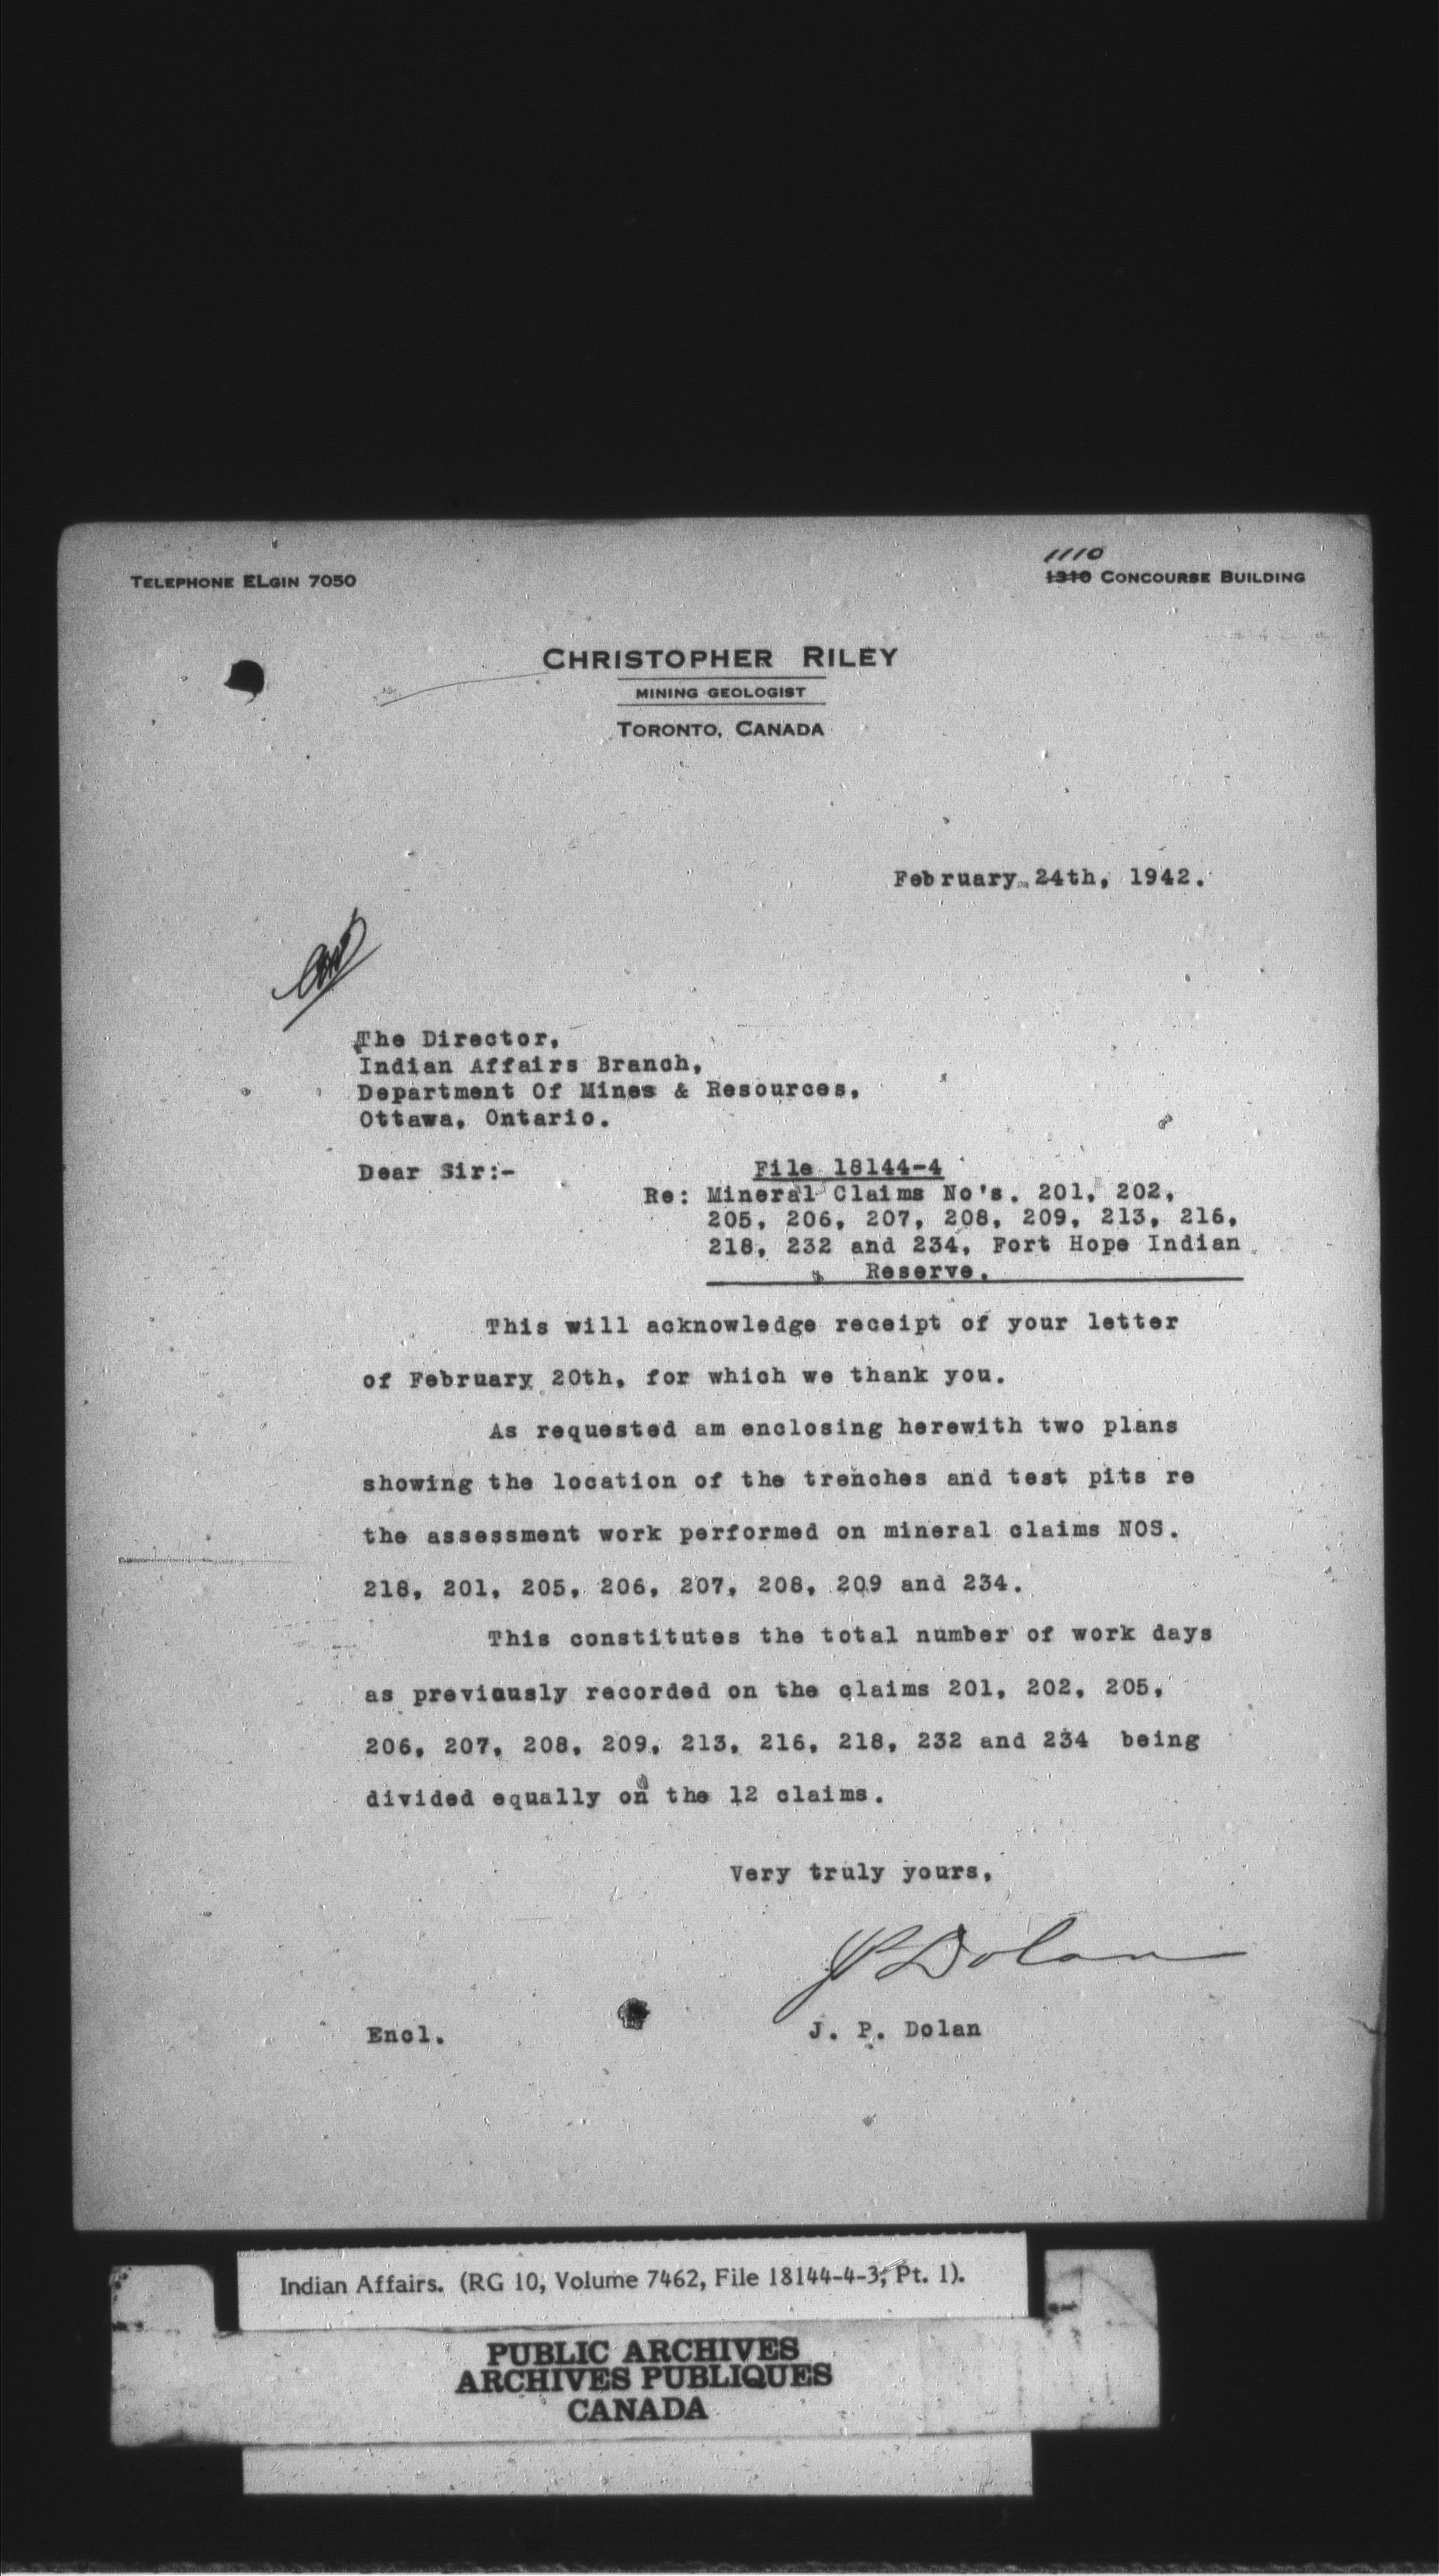 1110
TELEPHONE ELGIN 7050
1310 CONCOURSE BUILDING
CHRISTOPHER RILEY
MINING GEOLOGIST
TORONTO, CANADA
February 24th, 1942.
The Director,
Indian Affairs Branch,
Department Of Mines & Resources,
Ottawa, Ontario.
Dear Sir:-
File 18144-4
Re: Mineral Claims No's. 201, 202,
205, 206, 207, 208, 209, 213, 216,
218, 232 and 234, Fort Hope Indian
Reserve.
This will acknowledge receipt of your letter
of February 20th, for which we thank you.
As requested am enclosing herewith two plans
showing the location of the trenches and test pits re
the assessment work performed on mineral claims NOS.
218, 201, 205, 206, 207, 208, 209 and 234.
This constitutes the total number of work days
as previously recorded on the claims 201, 202, 205,
206, 207, 208, 209, 213, 216, 218, 232 and 234 being
divided equally on the 12 claims.
Very truly yours,
JP Dolan
Encl.
J. P. Dolan
Indian Affairs. (RG 10, Volume 7462, File 18144-4-3, Pt. 1).
PUBLIC ARCHIVES
ARCHIVES PUBLIQUES
CANADA